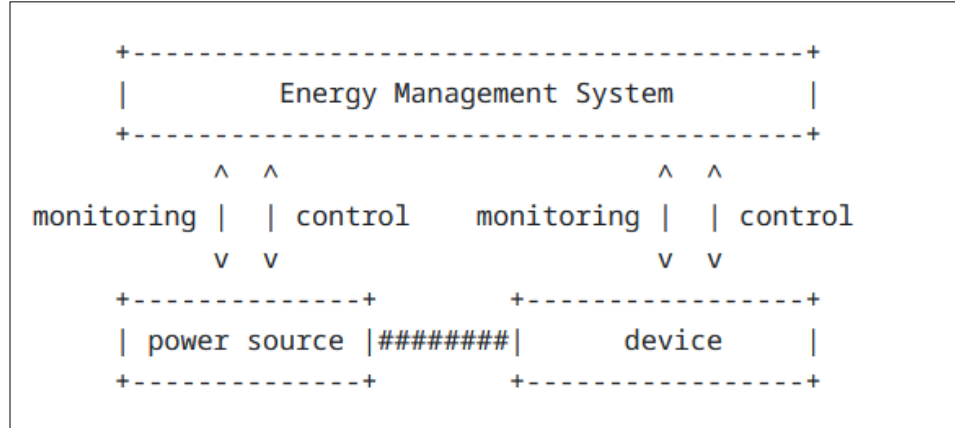 +-----------------------------------------+
|         Energy Management System        |
+-----------------------------------------+
      ^  ^                       ^  ^
monitoring |  | control    monitoring |  | control
      v  v                       v  v
+--------------+        +-----------------+
| power source |########|      device     |
+--------------+        +-----------------+